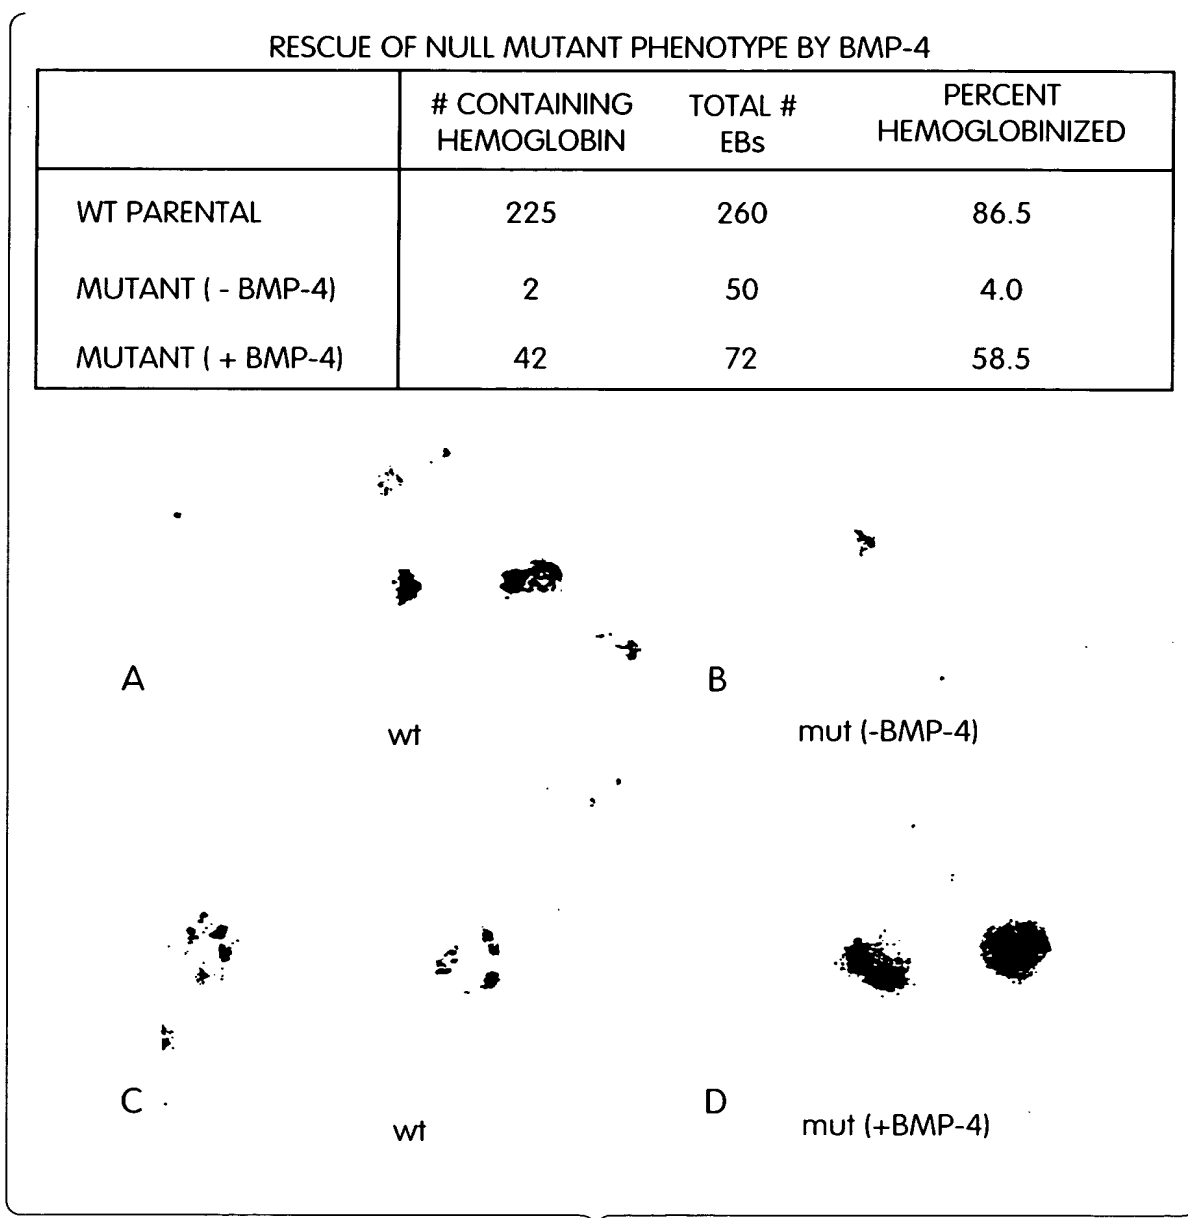 RESCUE OF NULL MUTANT PHENOTYPE BY BMP-4
# CONTAINING HEMOGLOBIN TOTAL # EBs PERCENT HEMOGLOBINIZED
WT PARENTAL 225 260 86.5
MUTANT ( - BMP-4) 2 50 4.0
MUTANT ( + BMP-4) 42 72 58.5
A
B
wt
mut (-BMP-4)
C
D
wt
mut (+BMP-4)